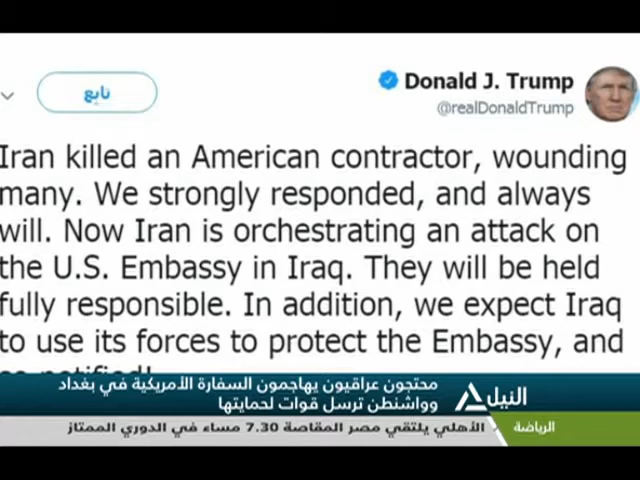 تابع
Donald J. Trump
@realDonaldTrump
Iran killed an American contractor, wounding
many. We strongly responded, and always
will. Now Iran is orchestrating an attack on
the U.S. Embassy in Iraq. They will be held
fully responsible. In addition, we expect Iraq
to use its forces to protect the Embassy, and
so notified!
محتجون عراقيون يهاجمون السفارة الأمريكية في بغداد
وواشنطن ترسل قوات لحمايتها
النيل
الرياضة
الأهلي يلتقي مصر المقاصة 7.30 مساء في الدوري الممتاز